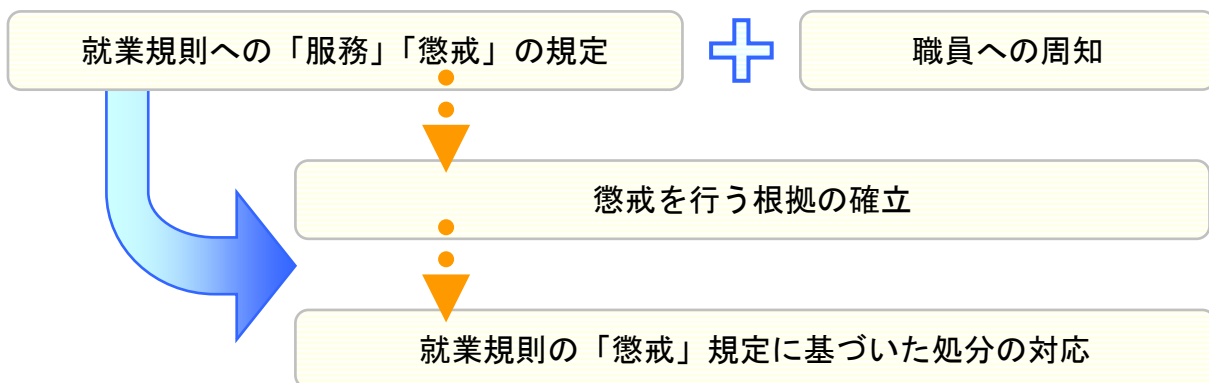 就業規則への「服務」「懲戒」の規定
職員への周知
懲戒を行う根拠の確立
就業規則の「懲戒」規定に基づいた処分の対応